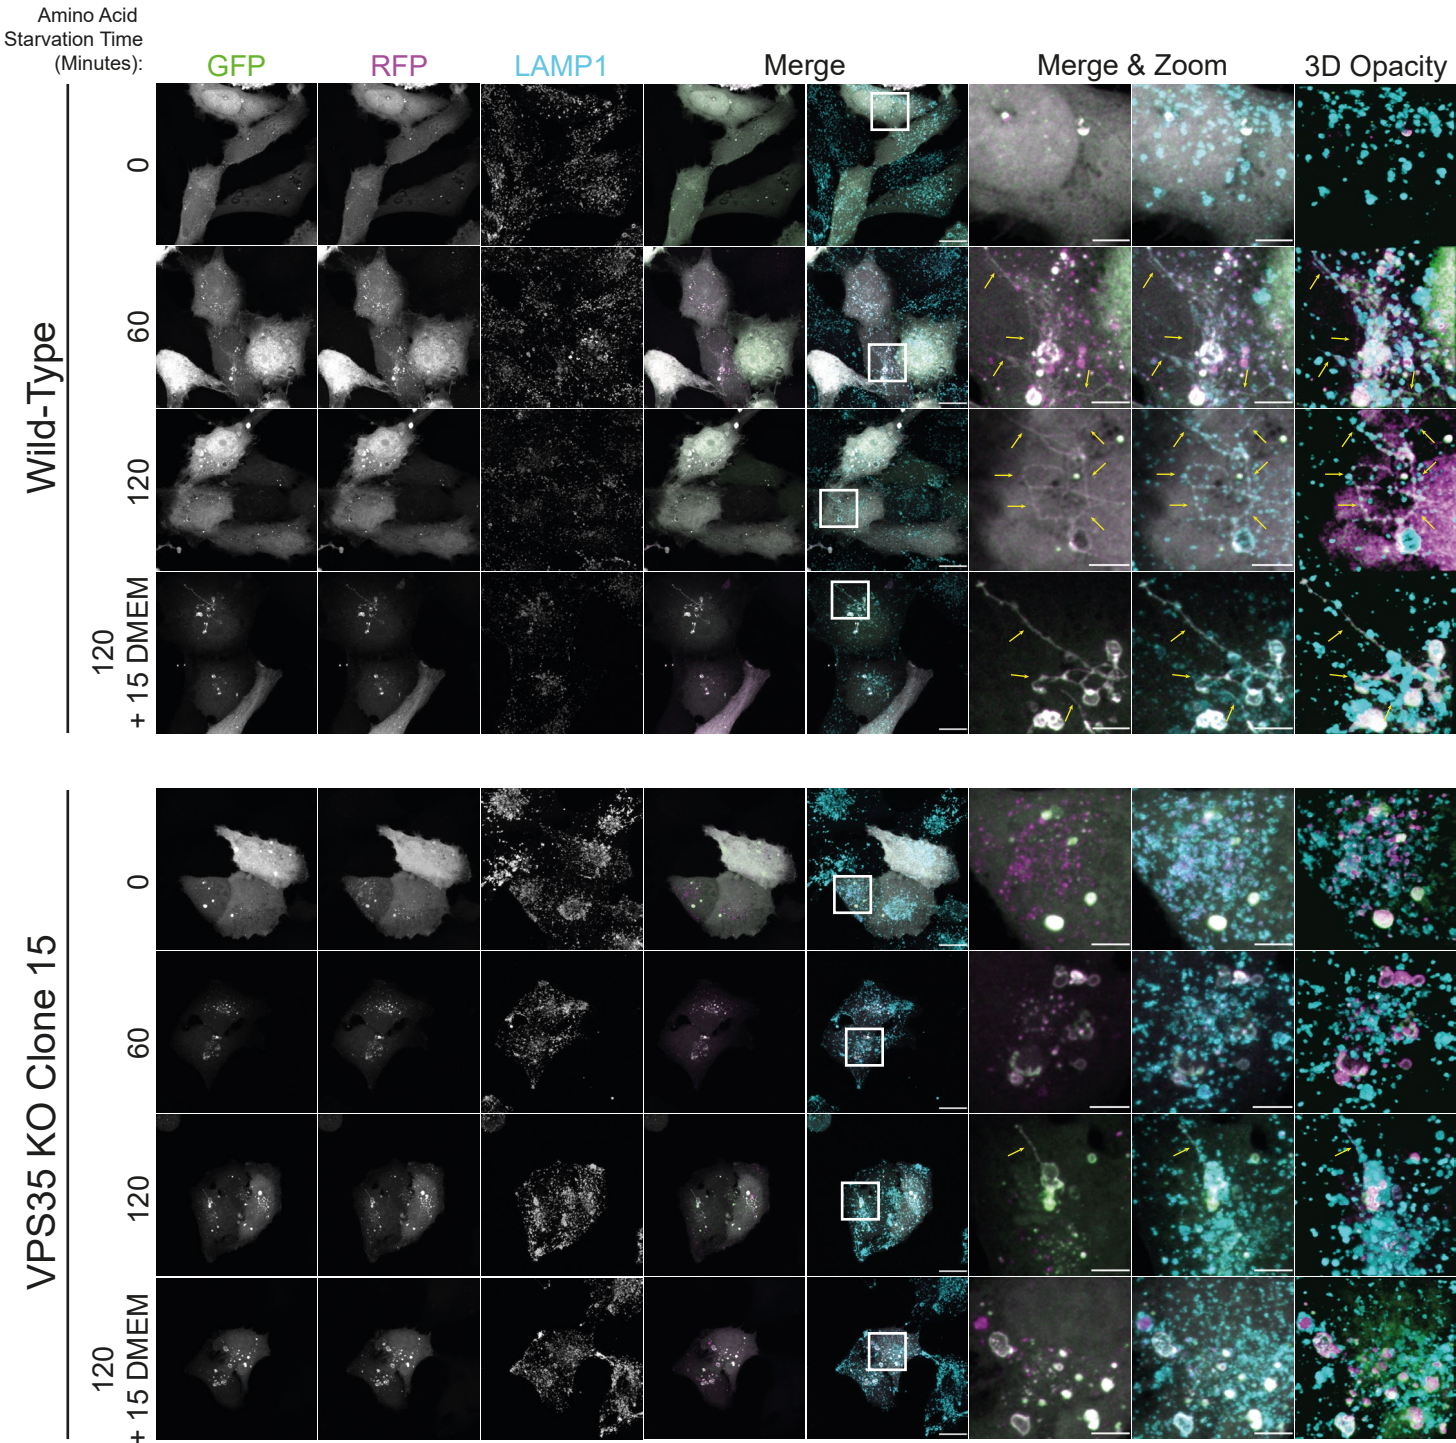 Amino Acid
Starvation Time
(Minutes):
GFP RFP LAMP1 Merge Merge & Zoom 3D Opacity
Wild-Type
0
60
120
120
+ 15 DMEM
VPS35 KO Clone 15
0
60
120
120
+ 15 DMEM